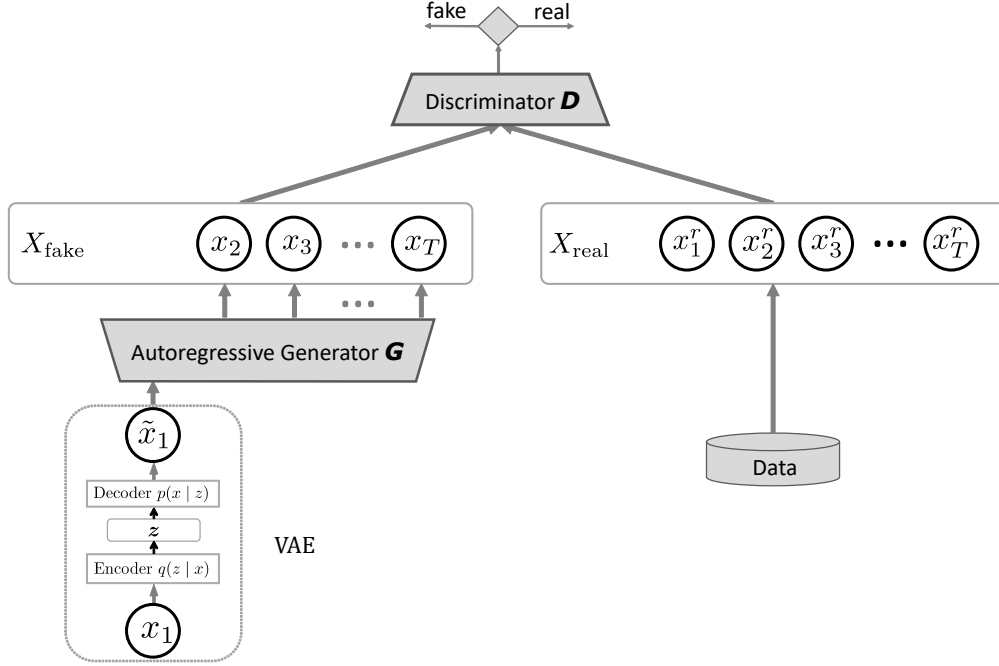 fake real
Discriminator D
X_fake x_2 x_3 ... x_T
X_real x_1^r x_2^r x_3^r ... x_T^r
...
Autoregressive Generator G
x̃_1
Decoder p(x | z)
z
Encoder q(z | x)
x_1
VAE
Data